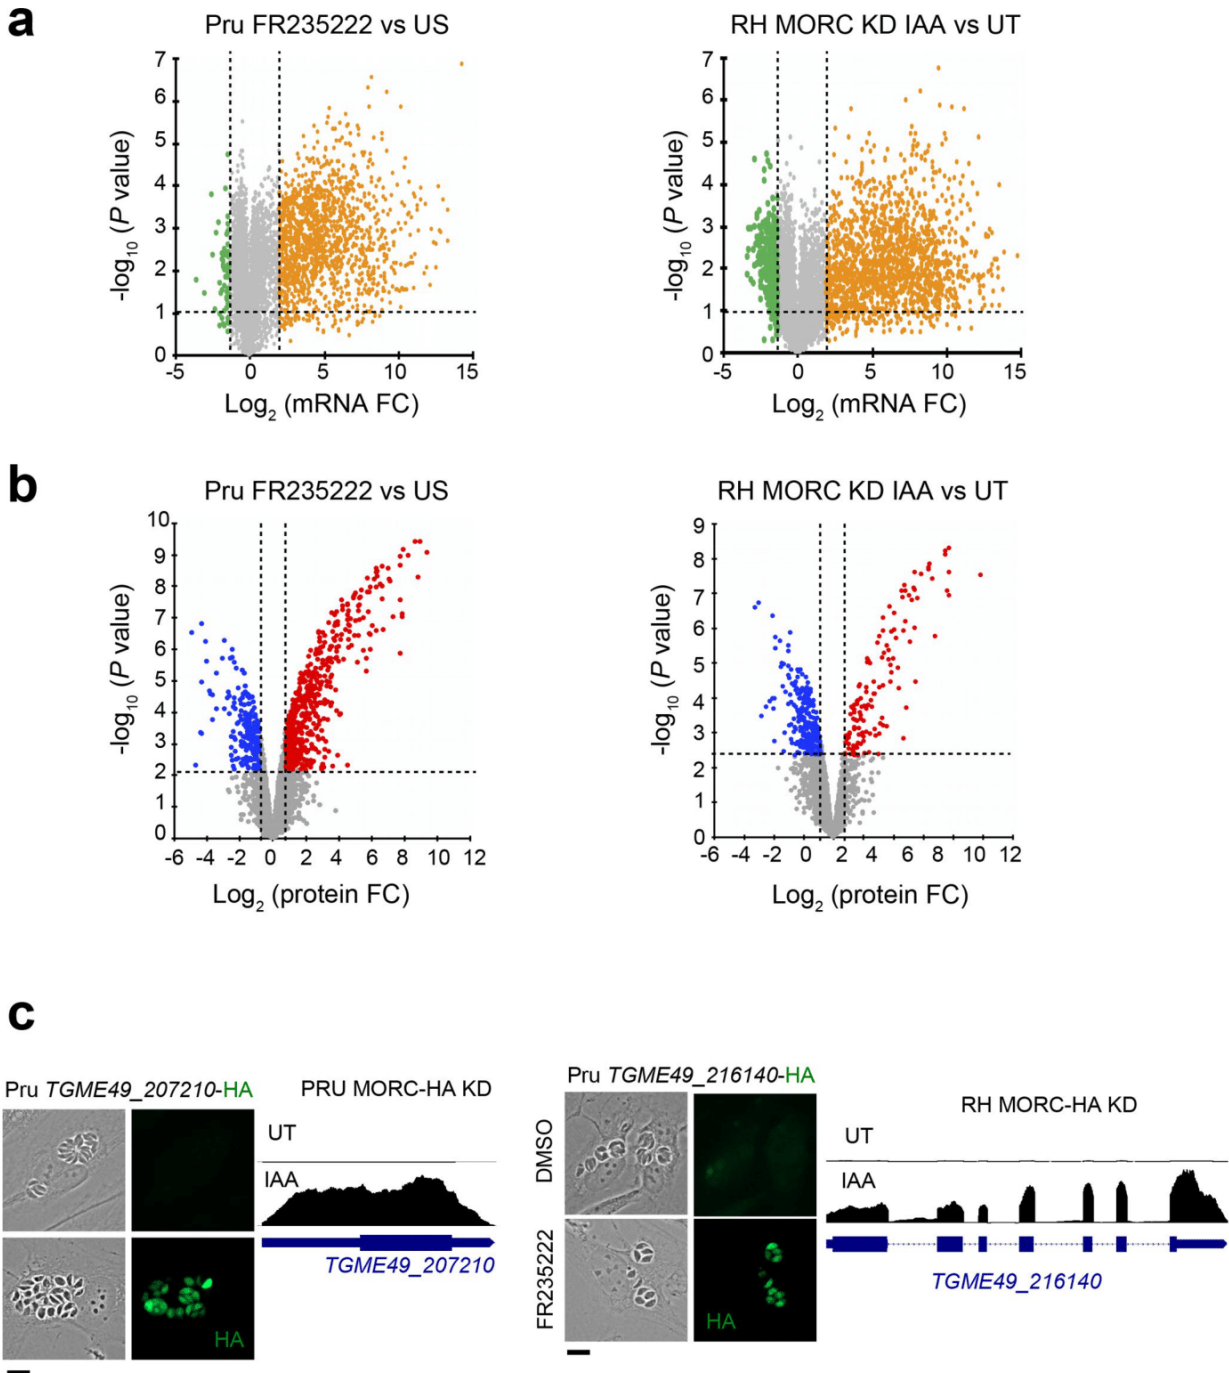 a
Pru FR235222 vs US
RH MORC KD IAA vs UT
-log10 (P value)
7
6
5
4
3
2
1
0
-5 0 5 10 15
Log2 (mRNA FC)
-log10 (P value)
7
6
5
4
3
2
1
0
-5 0 5 10 15
Log2 (mRNA FC)
b
Pru FR235222 vs US
RH MORC KD IAA vs UT
-log10 (P value)
10
9
8
7
6
5
4
3
2
1
0
-6 -4 -2 0 2 4 6 8 10 12
Log2 (protein FC)
-log10 (P value)
9
8
7
6
5
4
3
2
1
0
-6 -4 -2 0 2 4 6 8 10 12
Log2 (protein FC)
c
Pru TGME49_207210-HA
PRU MORC-HA KD
UT
IAA
TGME49_207210
HA
Pru TGME49_216140-HA
RH MORC-HA KD
DMSO
FR235222
UT
IAA
TGME49_216140
HA